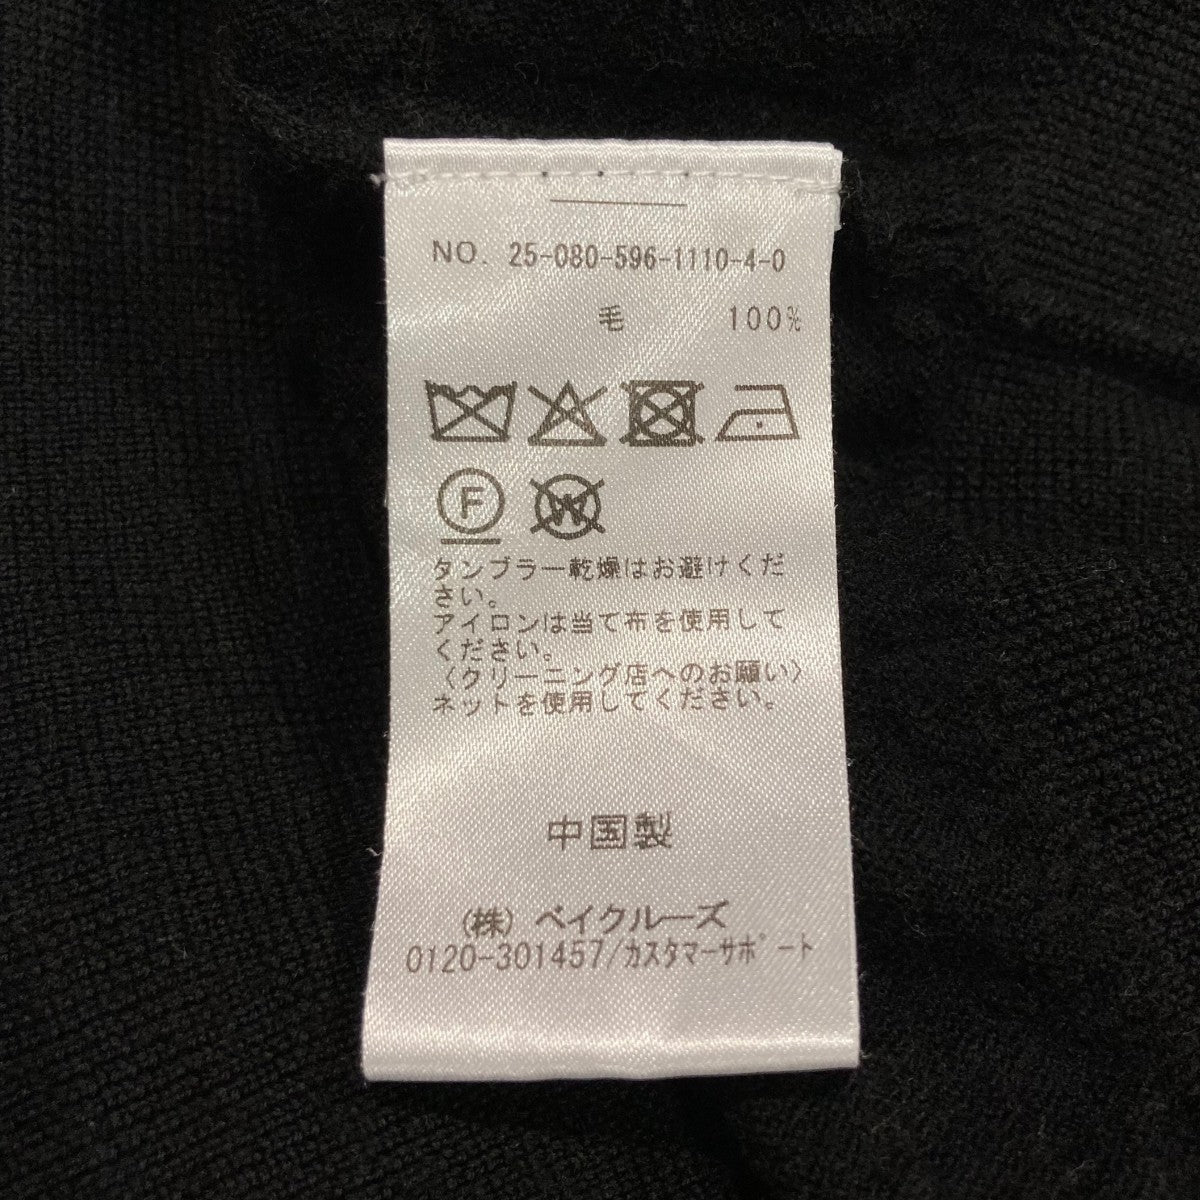 NO. 25-080-596-1110-4-0
毛 100%
F W
タンブラー乾燥はお避けくだ
さい。
アイロンは当て布を使用して
ください。
〈クリーニング店へのお願い〉
ネットを使用してください。
中国製
(株) ベイクルーズ
0120-301457/カスタマーサポート